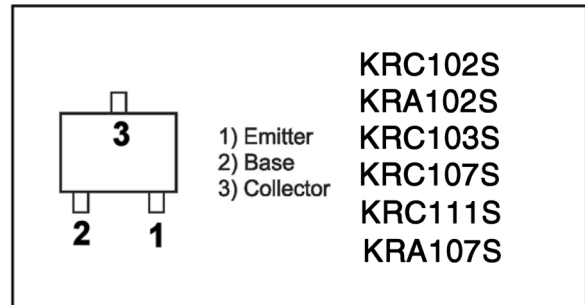 3
2
1
1) Emitter
2) Base
3) Collector
KRC102S
KRA102S
KRC103S
KRC107S
KRC111S
KRA107S